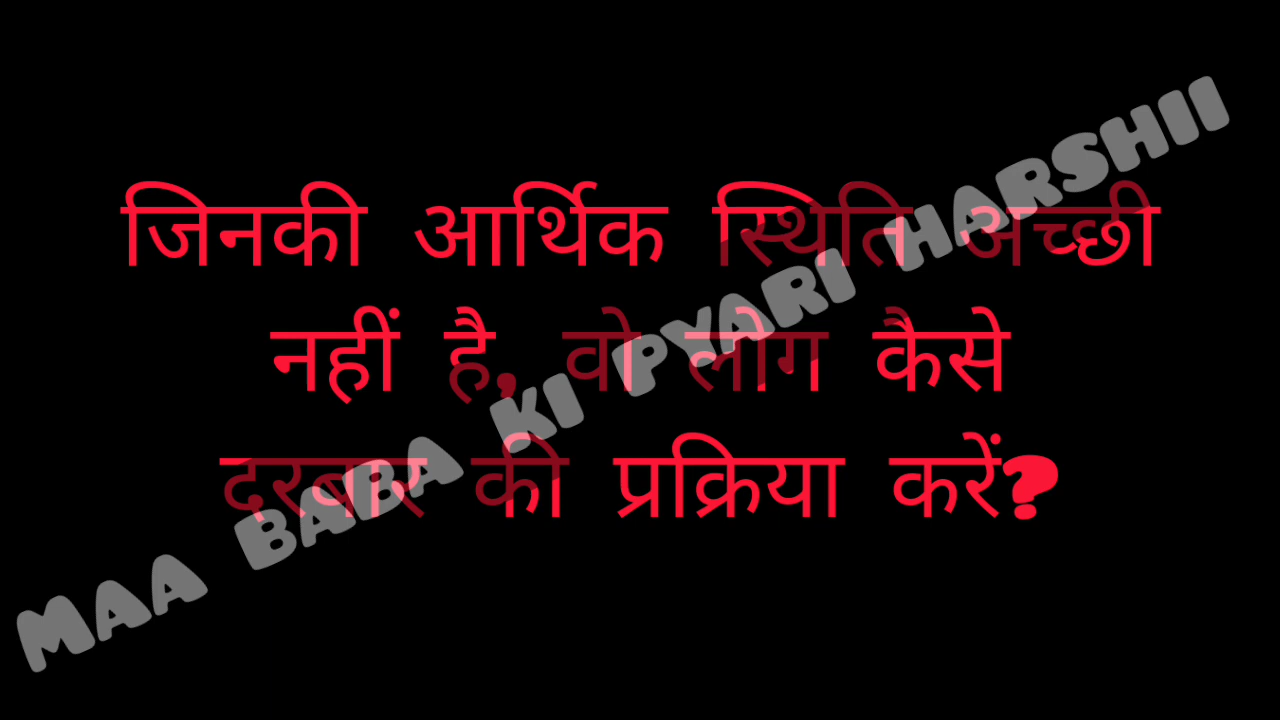 जिनकी आर्थिक स्थिति अच्छी
नहीं है, वो लोग कैसे
दरबार की प्रक्रिया करें?
MAA BABA KI PYARI HARSHII